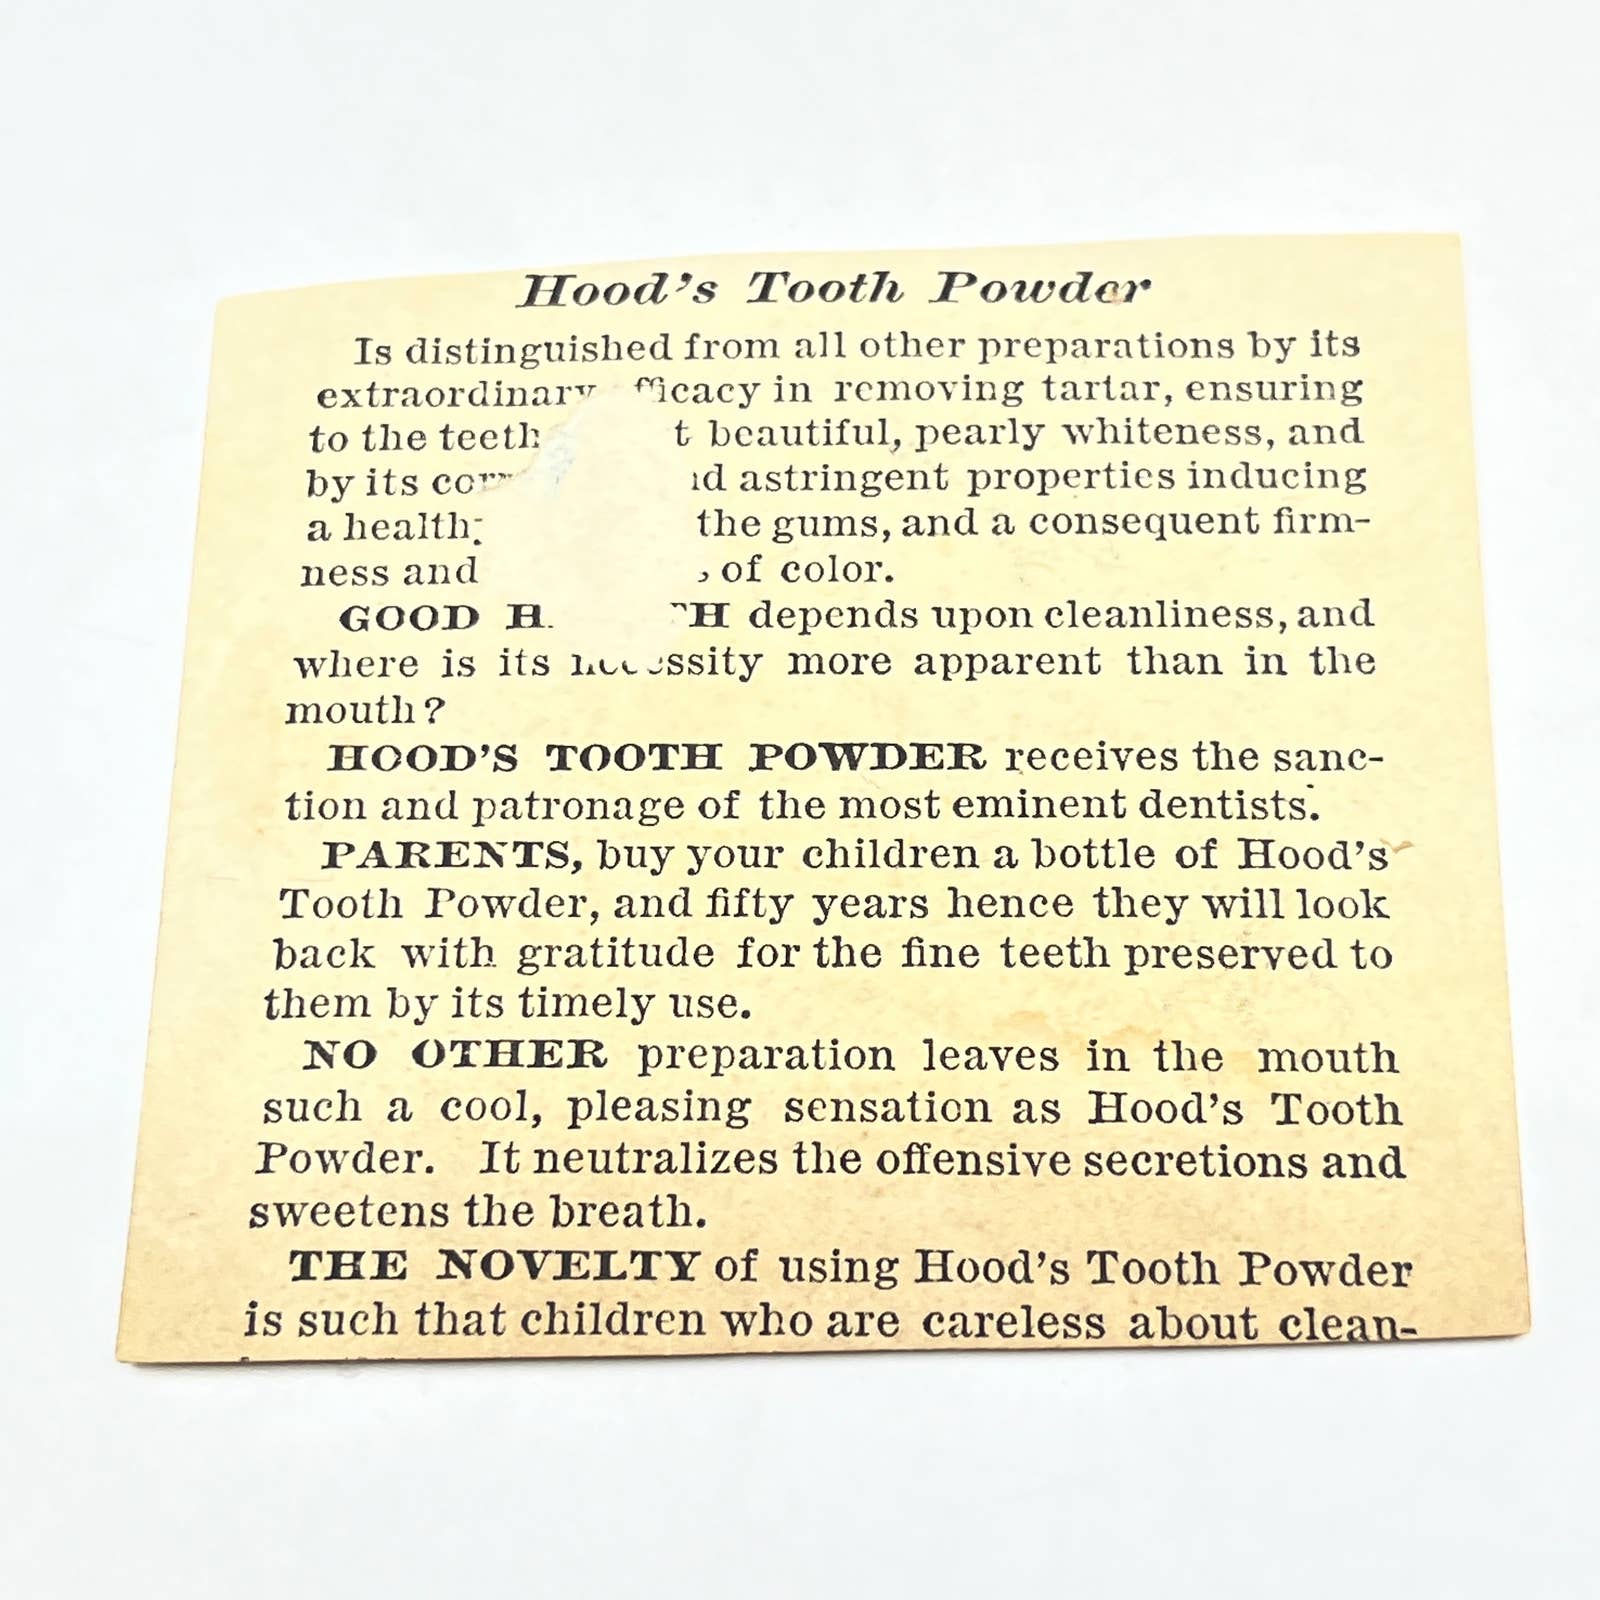 Hood's Tooth Powder
Is distinguished from all other preparations by its
extraordinary efficacy in removing tartar, ensuring
to the teeth beautiful, pearly whiteness, and
by its astringent properties inducing
a the gums, and a consequent firm-
ness and of color.
GOOD depends upon cleanliness, and
where is its necessity more apparent than in the
mouth?
HOOD'S TOOTH POWDER receives the sanc-
tion and patronage of the most eminent dentists.
PARENTS, buy your children a bottle of Hood's
Tooth Powder, and fifty years hence they will look
back with gratitude for the fine teeth preserved to
them by its timely use.
NO OTHER preparation leaves in the mouth
such a cool, pleasing sensation as Hood's Tooth
Powder. It neutralizes the offensive secretions and
sweetens the breath.
THE NOVELTY of using Hood's Tooth Powder
is such that children who are careless about clean-